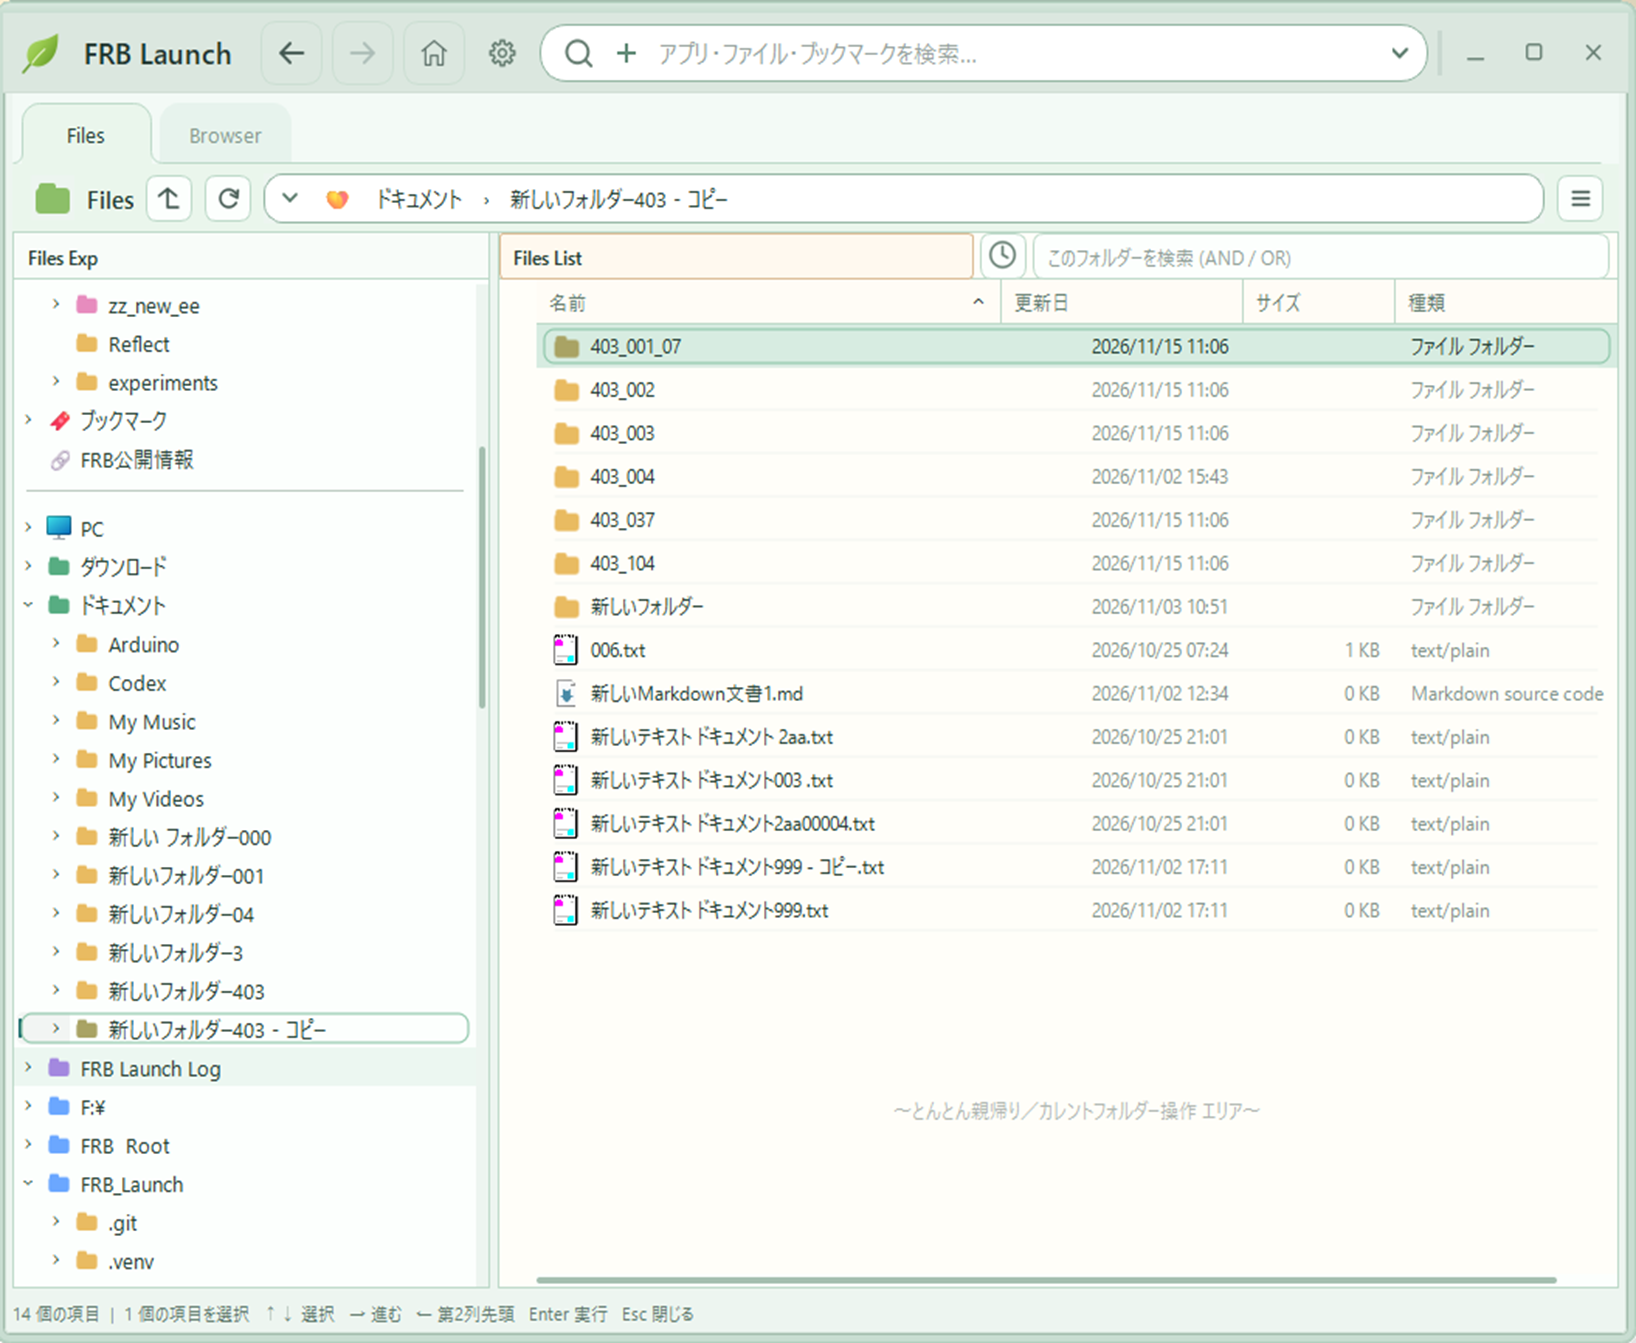 FRB Launch
アプリ・ファイル・ブックマークを検索...
Files
Browser
Files
ドキュメント › 新しいフォルダー403 - コピー
Files Exp
zz_new_ee
Reflect
experiments
ブックマーク
FRB公開情報
PC
ダウンロード
ドキュメント
Arduino
Codex
My Music
My Pictures
My Videos
新しい フォルダー000
新しいフォルダー001
新しいフォルダー04
新しいフォルダー3
新しいフォルダー403
新しいフォルダー403 - コピー
FRB Launch Log
F:¥
FRB Root
FRB_Launch
.git
.venv
Files List
このフォルダーを検索 (AND / OR)
名前 更新日 サイズ 種類
403_001_07 2026/11/15 11:06 ファイル フォルダー
403_002 2026/11/15 11:06 ファイル フォルダー
403_003 2026/11/15 11:06 ファイル フォルダー
403_004 2026/11/02 15:43 ファイル フォルダー
403_037 2026/11/15 11:06 ファイル フォルダー
403_104 2026/11/15 11:06 ファイル フォルダー
新しいフォルダー 2026/11/03 10:51 ファイル フォルダー
006.txt 2026/10/25 07:24 1 KB text/plain
新しいMarkdown文書1.md 2026/11/02 12:34 0 KB Markdown source code
新しいテキスト ドキュメント 2aa.txt 2026/10/25 21:01 0 KB text/plain
新しいテキスト ドキュメント003 .txt 2026/10/25 21:01 0 KB text/plain
新しいテキスト ドキュメント2aa00004.txt 2026/10/25 21:01 0 KB text/plain
新しいテキスト ドキュメント999 - コピー.txt 2026/11/02 17:11 0 KB text/plain
新しいテキスト ドキュメント999.txt 2026/11/02 17:11 0 KB text/plain
～とんとん親帰り／カレントフォルダー操作 エリア～
14 個の項目 | 1 個の項目を選択 ↑↓ 選択 → 進む ← 第2列先頭 Enter 実行 Esc 閉じる